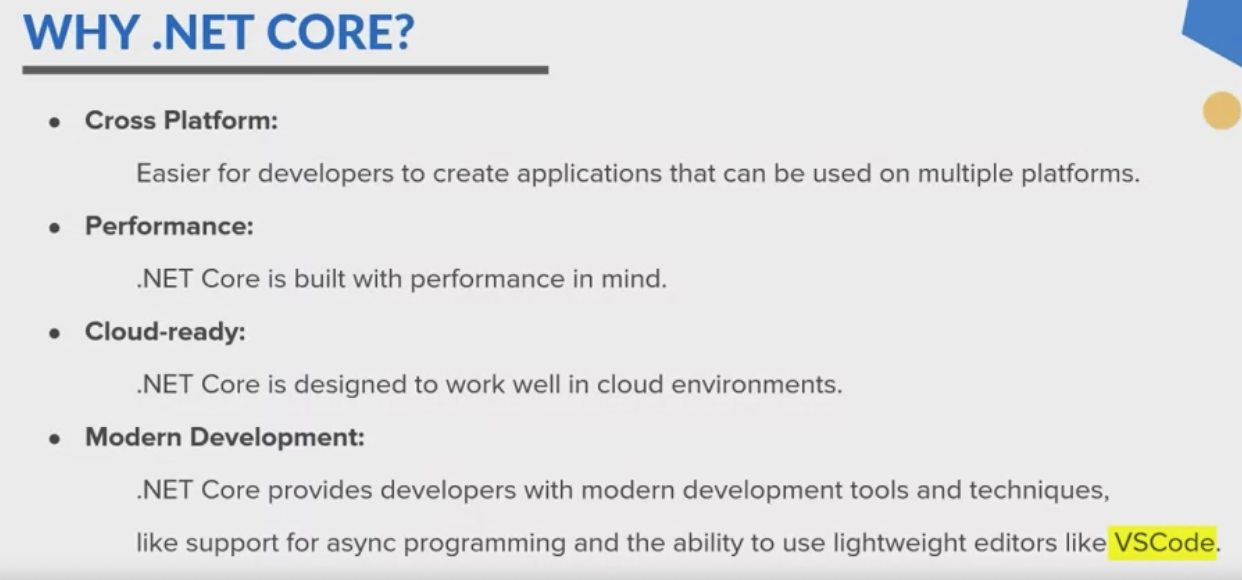 WHY .NET CORE?
● Cross Platform:
Easier for developers to create applications that can be used on multiple platforms.
● Performance:
.NET Core is built with performance in mind.
● Cloud-ready:
.NET Core is designed to work well in cloud environments.
● Modern Development:
.NET Core provides developers with modern development tools and techniques,
like support for async programming and the ability to use lightweight editors like VSCode.